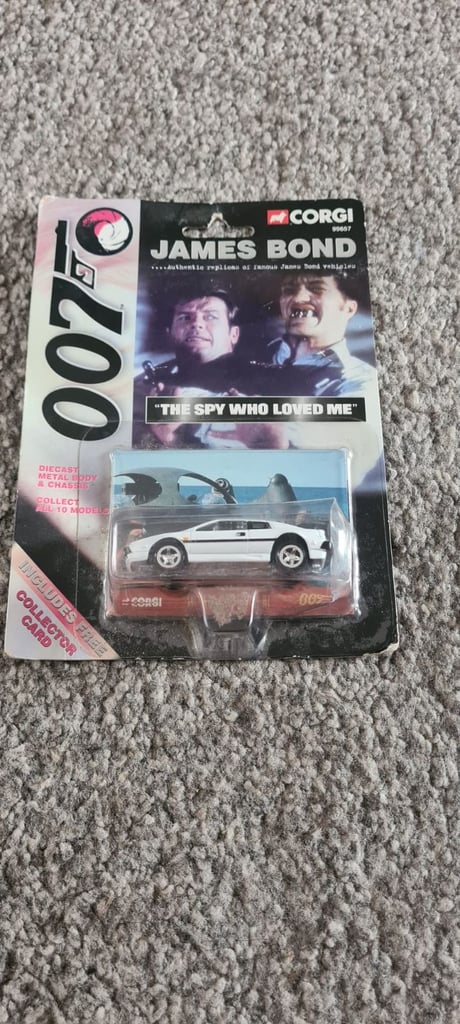 CORGI
99657
JAMES BOND
....Authentic replicas of famous James Bond vehicles
007
"THE SPY WHO LOVED ME"
DIECAST
METAL BODY
& CHASSIS
COLLECT
ALL 10 MODELS
INCLUDES FREE
COLLECTOR
CARD
CORGI
007